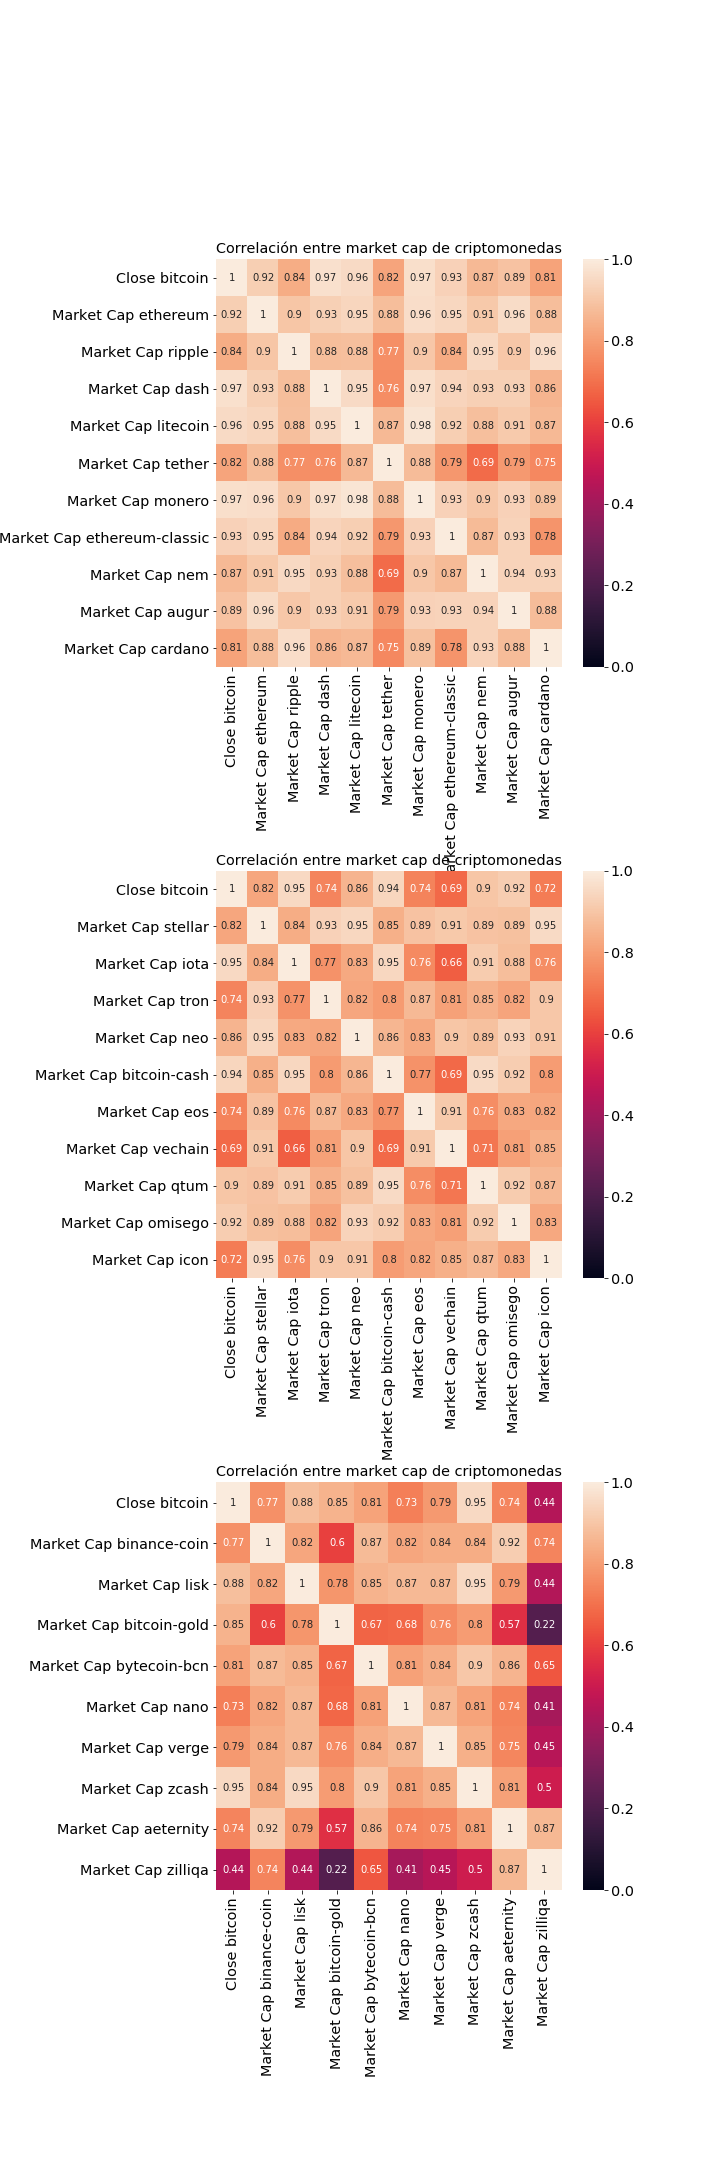 Correlación entre market cap de criptomonedas
Close bitcoin 1 0.92 0.84 0.97 0.96 0.82 0.97 0.93 0.87 0.89 0.81
Market Cap ethereum 0.92 1 0.9 0.93 0.95 0.88 0.96 0.95 0.91 0.96 0.88
Market Cap ripple 0.84 0.9 1 0.88 0.88 0.77 0.9 0.84 0.95 0.9 0.96
Market Cap dash 0.97 0.93 0.88 1 0.95 0.76 0.97 0.94 0.93 0.93 0.86
Market Cap litecoin 0.96 0.95 0.88 0.95 1 0.87 0.98 0.92 0.88 0.91 0.87
Market Cap tether 0.82 0.88 0.77 0.76 0.87 1 0.88 0.79 0.69 0.79 0.75
Market Cap monero 0.97 0.96 0.9 0.97 0.98 0.88 1 0.93 0.9 0.93 0.89
Market Cap ethereum-classic 0.93 0.95 0.84 0.94 0.92 0.79 0.93 1 0.87 0.93 0.78
Market Cap nem 0.87 0.91 0.95 0.93 0.88 0.69 0.9 0.87 1 0.94 0.93
Market Cap augur 0.89 0.96 0.9 0.93 0.91 0.79 0.93 0.93 0.94 1 0.88
Market Cap cardano 0.81 0.88 0.96 0.86 0.87 0.75 0.89 0.78 0.93 0.88 1
1.0
0.8
0.6
0.4
0.2
0.0
Close bitcoin
Market Cap ethereum
Market Cap ripple
Market Cap dash
Market Cap litecoin
Market Cap tether
Market Cap monero
Market Cap ethereum-classic
Market Cap nem
Market Cap augur
Market Cap cardano
Correlación entre market cap de criptomonedas
Close bitcoin 1 0.82 0.95 0.74 0.86 0.94 0.74 0.69 0.9 0.92 0.72
Market Cap stellar 0.82 1 0.84 0.93 0.95 0.85 0.89 0.91 0.89 0.89 0.95
Market Cap iota 0.95 0.84 1 0.77 0.83 0.95 0.76 0.66 0.91 0.88 0.76
Market Cap tron 0.74 0.93 0.77 1 0.82 0.8 0.87 0.81 0.85 0.82 0.9
Market Cap neo 0.86 0.95 0.83 0.82 1 0.86 0.83 0.9 0.89 0.93 0.91
Market Cap bitcoin-cash 0.94 0.85 0.95 0.8 0.86 1 0.77 0.69 0.95 0.92 0.8
Market Cap eos 0.74 0.89 0.76 0.87 0.83 0.77 1 0.91 0.76 0.83 0.82
Market Cap vechain 0.69 0.91 0.66 0.81 0.9 0.69 0.91 1 0.71 0.81 0.85
Market Cap qtum 0.9 0.89 0.91 0.85 0.89 0.95 0.76 0.71 1 0.92 0.87
Market Cap omisego 0.92 0.89 0.88 0.82 0.93 0.92 0.83 0.81 0.92 1 0.83
Market Cap icon 0.72 0.95 0.76 0.9 0.91 0.8 0.82 0.85 0.87 0.83 1
1.0
0.8
0.6
0.4
0.2
0.0
Close bitcoin
Market Cap stellar
Market Cap iota
Market Cap tron
Market Cap neo
Market Cap bitcoin-cash
Market Cap eos
Market Cap vechain
Market Cap qtum
Market Cap omisego
Market Cap icon
Correlación entre market cap de criptomonedas
Close bitcoin 1 0.77 0.88 0.85 0.81 0.73 0.79 0.95 0.74 0.44
Market Cap binance-coin 0.77 1 0.82 0.6 0.87 0.82 0.84 0.84 0.92 0.74
Market Cap lisk 0.88 0.82 1 0.78 0.85 0.87 0.87 0.95 0.79 0.44
Market Cap bitcoin-gold 0.85 0.6 0.78 1 0.67 0.68 0.76 0.8 0.57 0.22
Market Cap bytecoin-bcn 0.81 0.87 0.85 0.67 1 0.81 0.84 0.9 0.86 0.65
Market Cap nano 0.73 0.82 0.87 0.68 0.81 1 0.87 0.81 0.74 0.41
Market Cap verge 0.79 0.84 0.87 0.76 0.84 0.87 1 0.85 0.75 0.45
Market Cap zcash 0.95 0.84 0.95 0.8 0.9 0.81 0.85 1 0.81 0.5
Market Cap aeternity 0.74 0.92 0.79 0.57 0.86 0.74 0.75 0.81 1 0.87
Market Cap zilliqa 0.44 0.74 0.44 0.22 0.65 0.41 0.45 0.5 0.87 1
1.0
0.8
0.6
0.4
0.2
0.0
Close bitcoin
Market Cap binance-coin
Market Cap lisk
Market Cap bitcoin-gold
Market Cap bytecoin-bcn
Market Cap nano
Market Cap verge
Market Cap zcash
Market Cap aeternity
Market Cap zilliqa